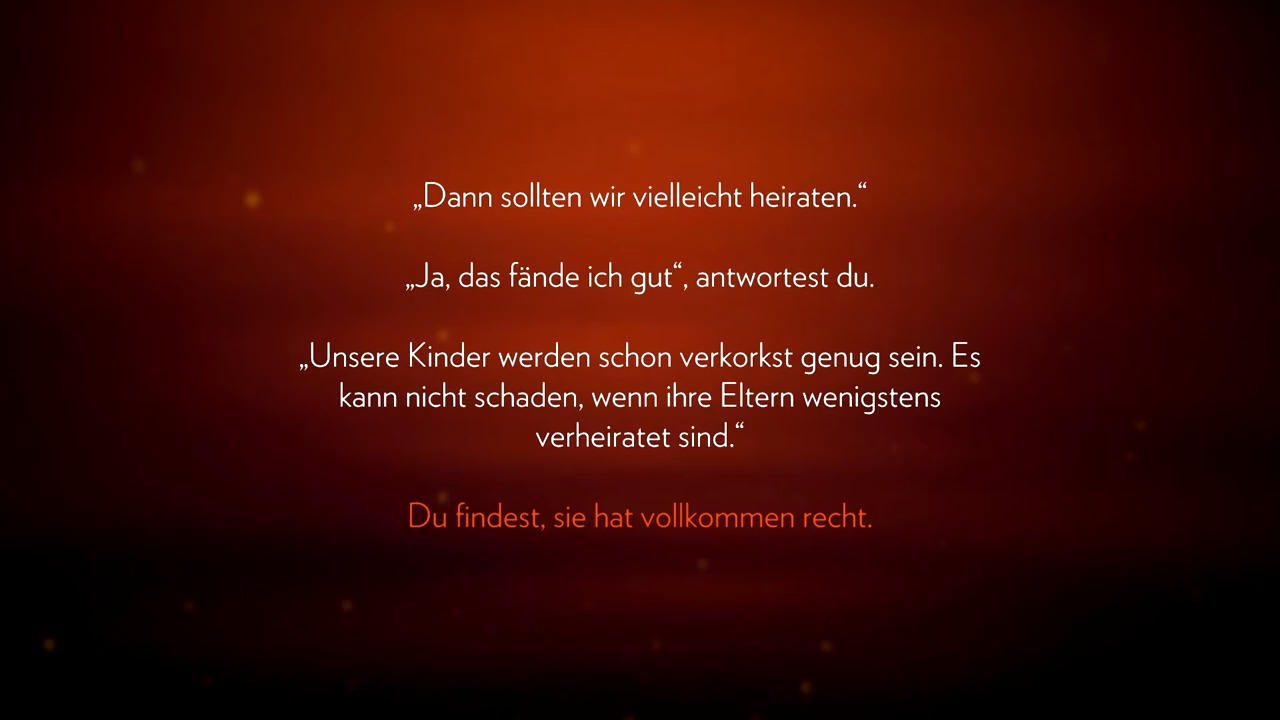 „Dann sollten wir vielleicht heiraten.“
„Ja, das fände ich gut“, antwortest du.
„Unsere Kinder werden schon verkorkst genug sein. Es
kann nicht schaden, wenn ihre Eltern wenigstens
verheiratet sind.“
Du findest, sie hat vollkommen recht.